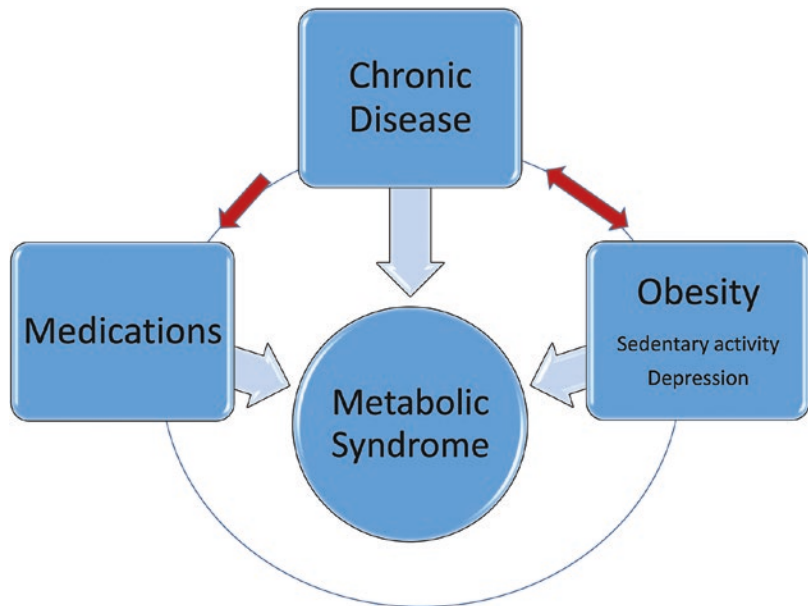 Chronic
Disease
Medications
Obesity
Sedentary activity
Depression
Metabolic
Syndrome